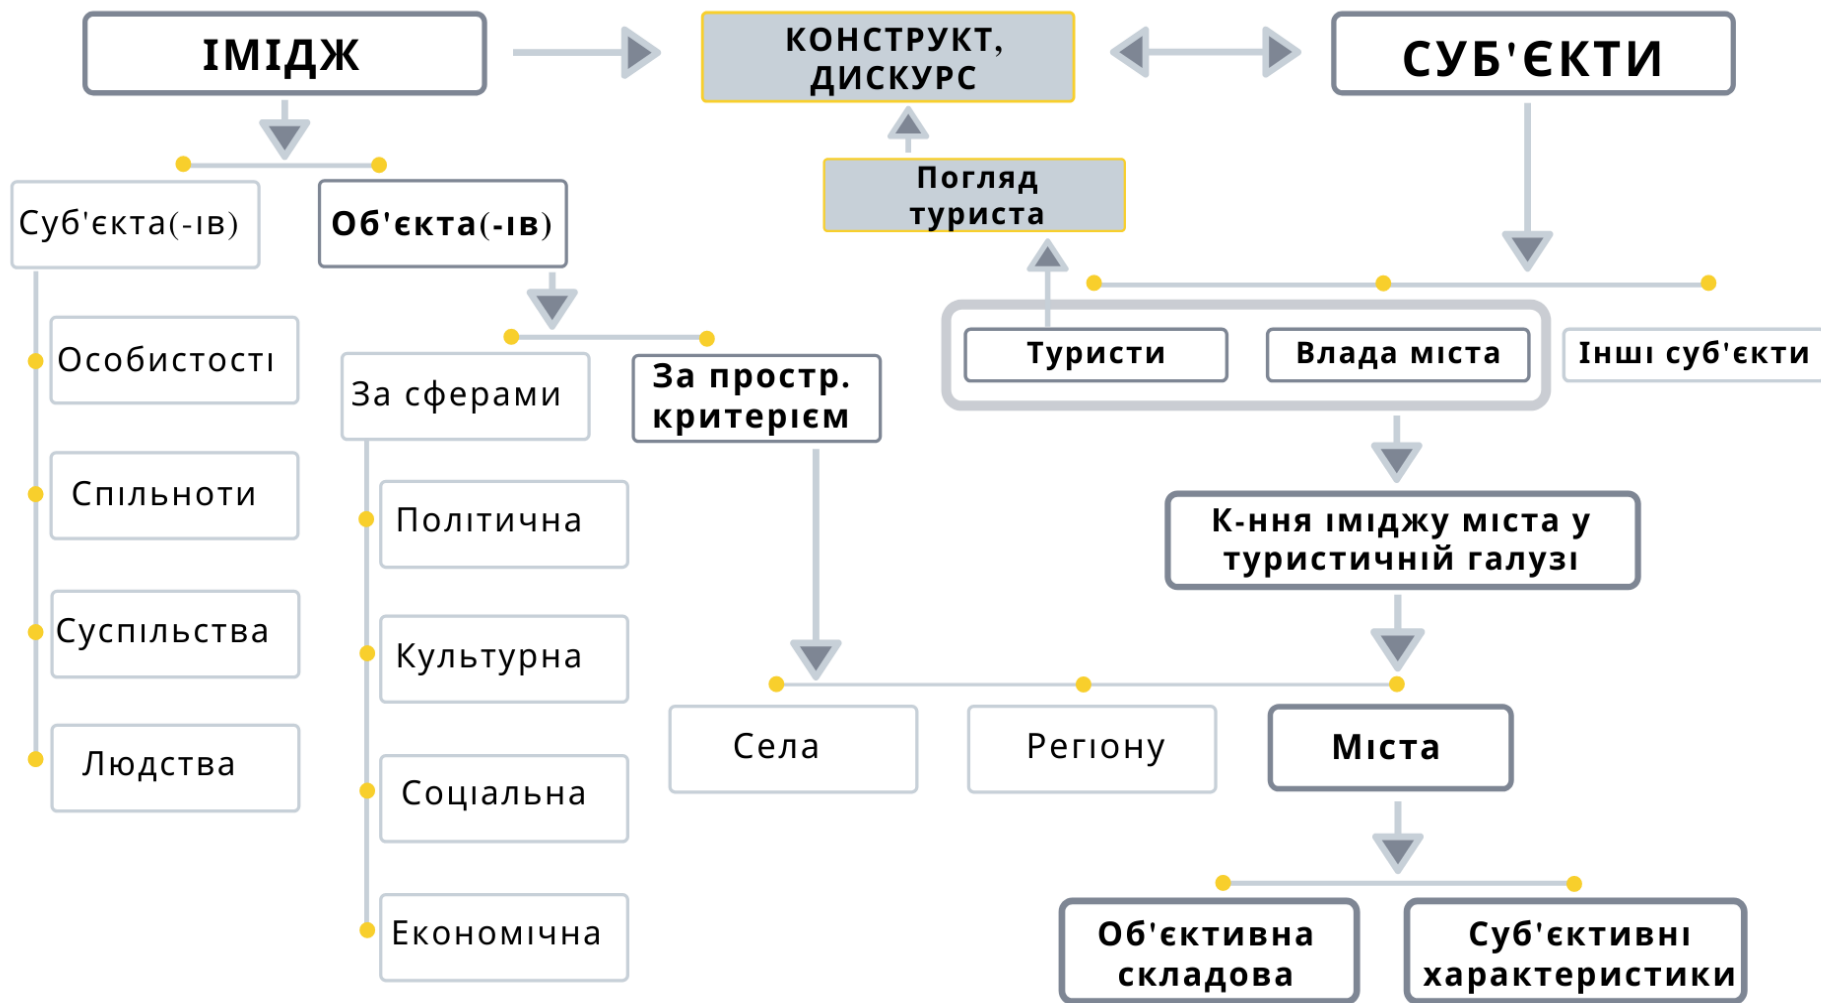 ІМІДЖ
КОНСТРУКТ,
ДИСКУРС
СУБ'ЄКТИ
Погляд
туриста
Суб'єкта(-ів)
Об'єкта(-ів)
Особистості
Спільноти
Суспільства
Людства
За сферами
За простр.
критерієм
Політична
Культурна
Соціальна
Економічна
Туристи
Влада міста
Інші суб'єкти
К-ння іміджу міста у
туристичній галузі
Села
Регіону
Міста
Об'єктивна
складова
Суб'єктивні
характеристики